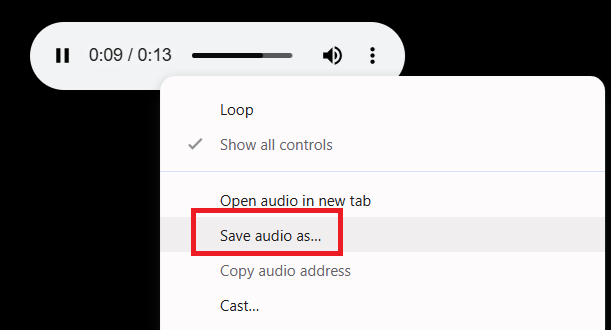 0:09 / 0:13
Loop
Show all controls
Open audio in new tab
Save audio as...
Copy audio address
Cast...